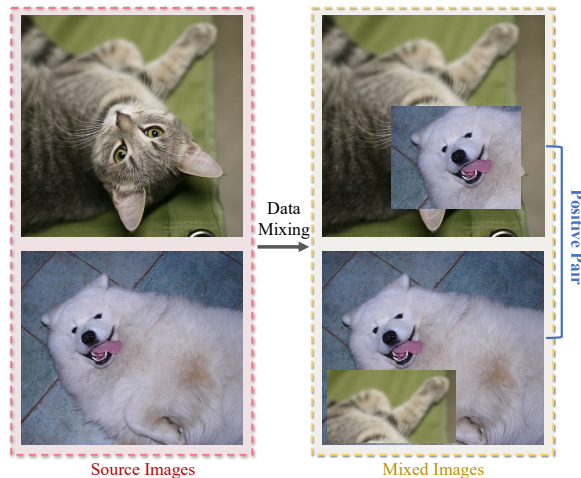 Data
Mixing
Positive Pair
Source Images
Mixed Images